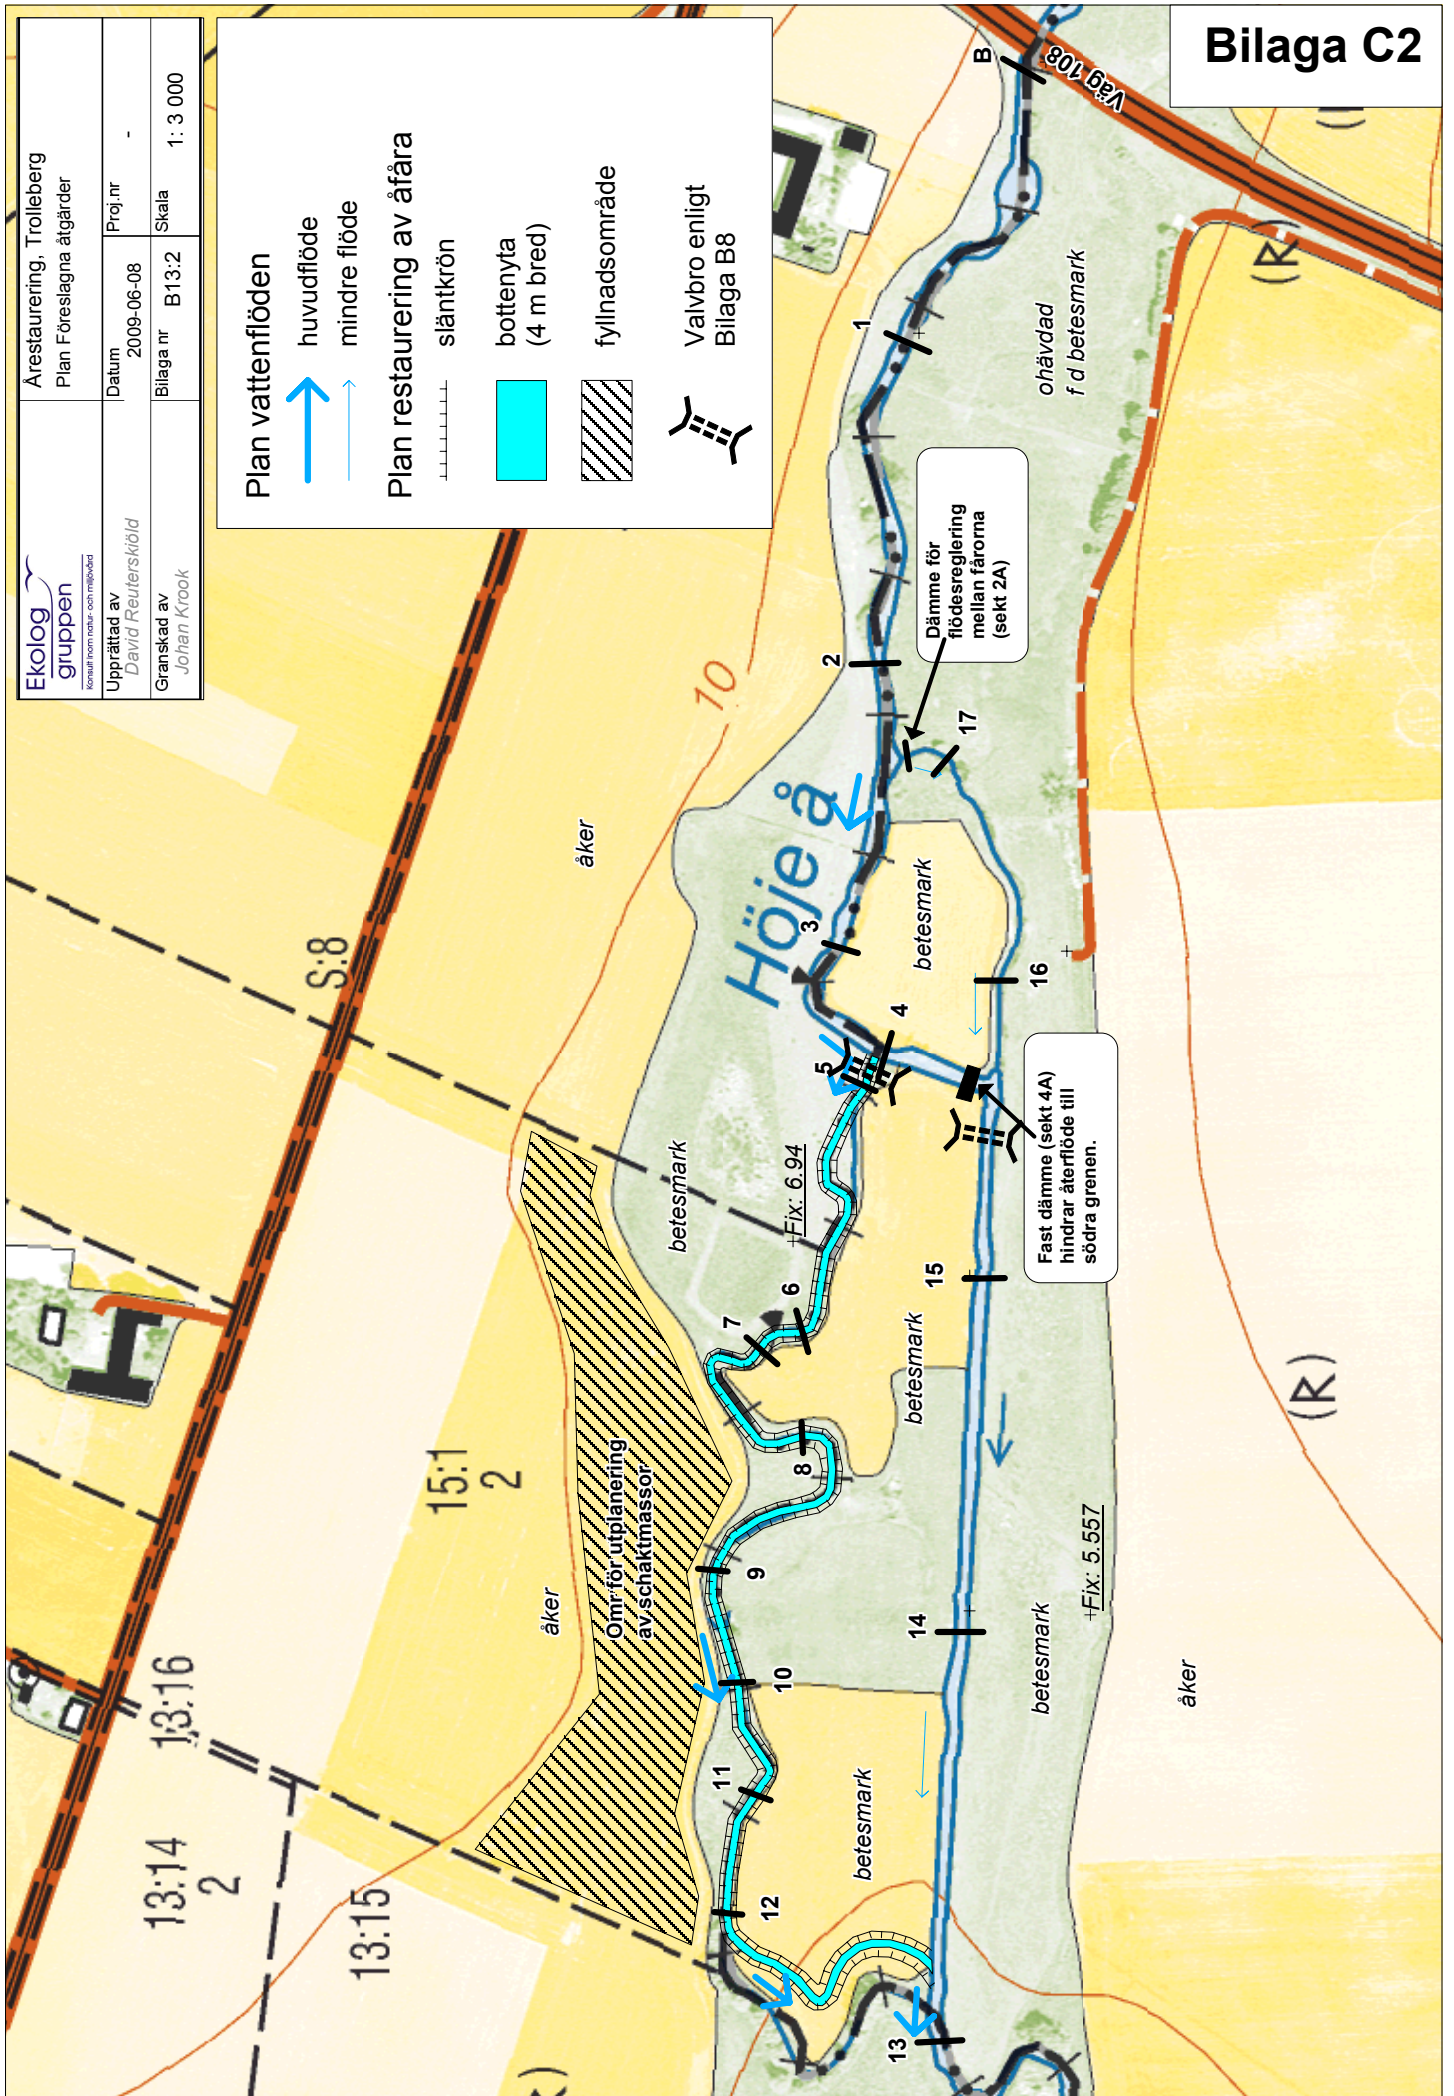 Bilaga C2
Ekolog
gruppen
Konsult inom natur- och miljövård
Årestaurering, Trolleberg
Plan Föreslagna åtgärder
Upprättad av
David Reuterskiöld
Datum
2009-06-08
Proj.nr
-
Granskad av
Johan Krook
Bilaga nr
B13:2
Skala
1: 3 000
Plan vattenflöden
huvudflöde
mindre flöde
Plan restaurering av åfåra
släntkrön
bottenyta
(4 m bred)
fyllnadsområde
Valvbro enligt
Bilaga B8
13:14
2
13:15
13:16
15:1
2
S:8
10
åker
åker
Omr för utplanering
av schaktmassor
betesmark
Höje å
+Fix: 6.94
B
Väg 108
1
2
3
4
5
6
7
8
9
10
11
12
13
14
15
16
17
betesmark
betesmark
betesmark
betesmark
ohävdad
f d betesmark
Dämme för
flödesreglering
mellan fårorna
(sekt 2A)
Fast dämme (sekt 4A)
hindrar återflöde till
södra grenen.
+Fix: 5.557
åker
(R)
(R)